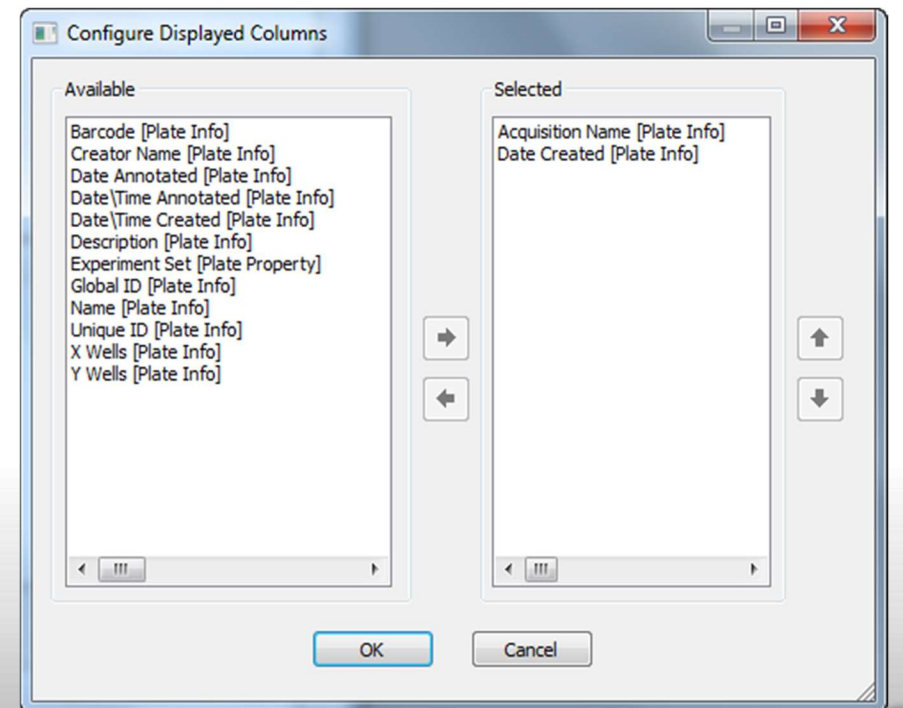 Configure Displayed Columns
Available
Barcode [Plate Info]
Creator Name [Plate Info]
Date Annotated [Plate Info]
Date\Time Annotated [Plate Info]
Date\Time Created [Plate Info]
Description [Plate Info]
Experiment Set [Plate Property]
Global ID [Plate Info]
Name [Plate Info]
Unique ID [Plate Info]
X Wells [Plate Info]
Y Wells [Plate Info]
Selected
Acquisition Name [Plate Info]
Date Created [Plate Info]
OK
Cancel